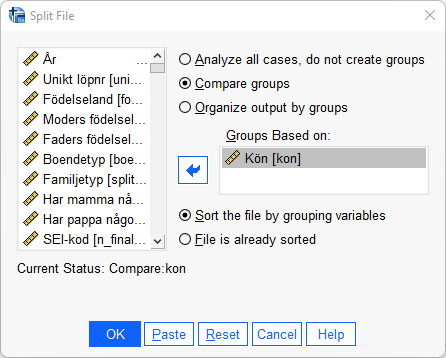 Split File
År ...
Unikt löpnr [uni...
Födelseland [fo...
Moders födelsel...
Faders födelsel...
Boendetyp [boe...
Familjetyp [split...
Har mamma nå...
Har pappa någo...
SEI-kod [n_final...
Analyze all cases, do not create groups
Compare groups
Organize output by groups
Groups Based on:
Kön [kon]
Sort the file by grouping variables
File is already sorted
Current Status: Compare:kon
OK
Paste
Reset
Cancel
Help